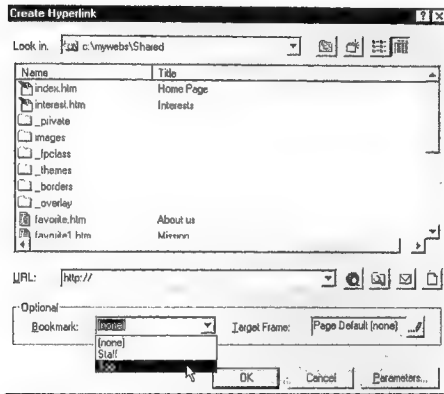 Create Hyperlink
Look in: c:\mywebs\Shared
Name Title
index.htm Home Page
interest.htm Interests
_private
images
_fpclass
_themes
_borders
_overlay
favorite.htm About us
favorite1.htm Mission
URL: http://
Optional
Bookmark: (none) Target Frame: Page Default (none)
(none)
Staff
OK Cancel Parameters...